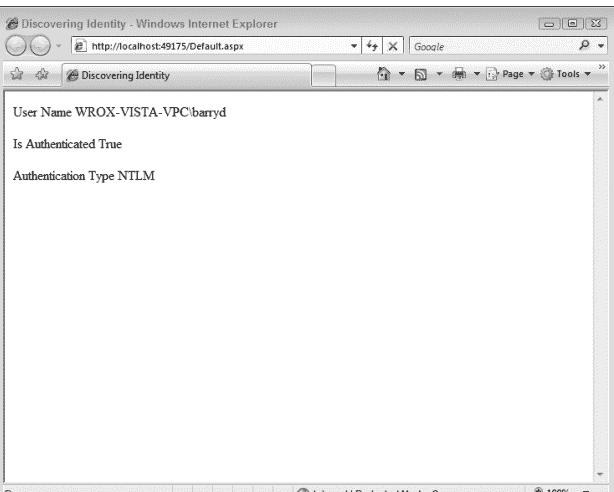 Discovering Identity - Windows Internet Explorer
http://localhost:49175/Default.aspx
Google
Discovering Identity
Page
Tools
User Name WROX-VISTA-VPC\barryd
Is Authenticated True
Authentication Type NTLM
100%